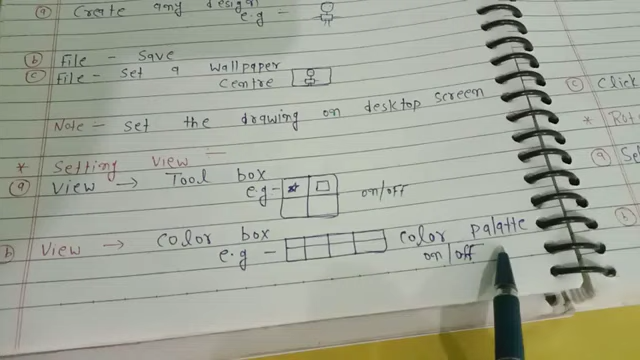 (a) Create any design
e.g –
(b) File – Save
(c) File – Set a wallpaper
centre
Note – Set the drawing on desktop screen
* Setting View –
(a) View → Tool box
e.g – on/off
(b) View → Color box
e.g – Color palatte
on/off
(c) Click
* Rot
(a) Se
(b)